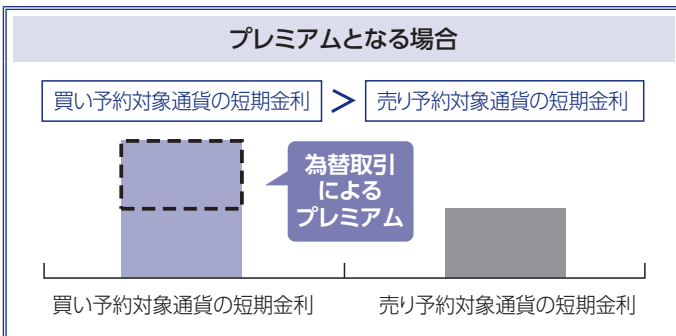 プレミアムとなる場合
買い予約対象通貨の短期金利 > 売り予約対象通貨の短期金利
為替取引
による
プレミアム
買い予約対象通貨の短期金利 売り予約対象通貨の短期金利